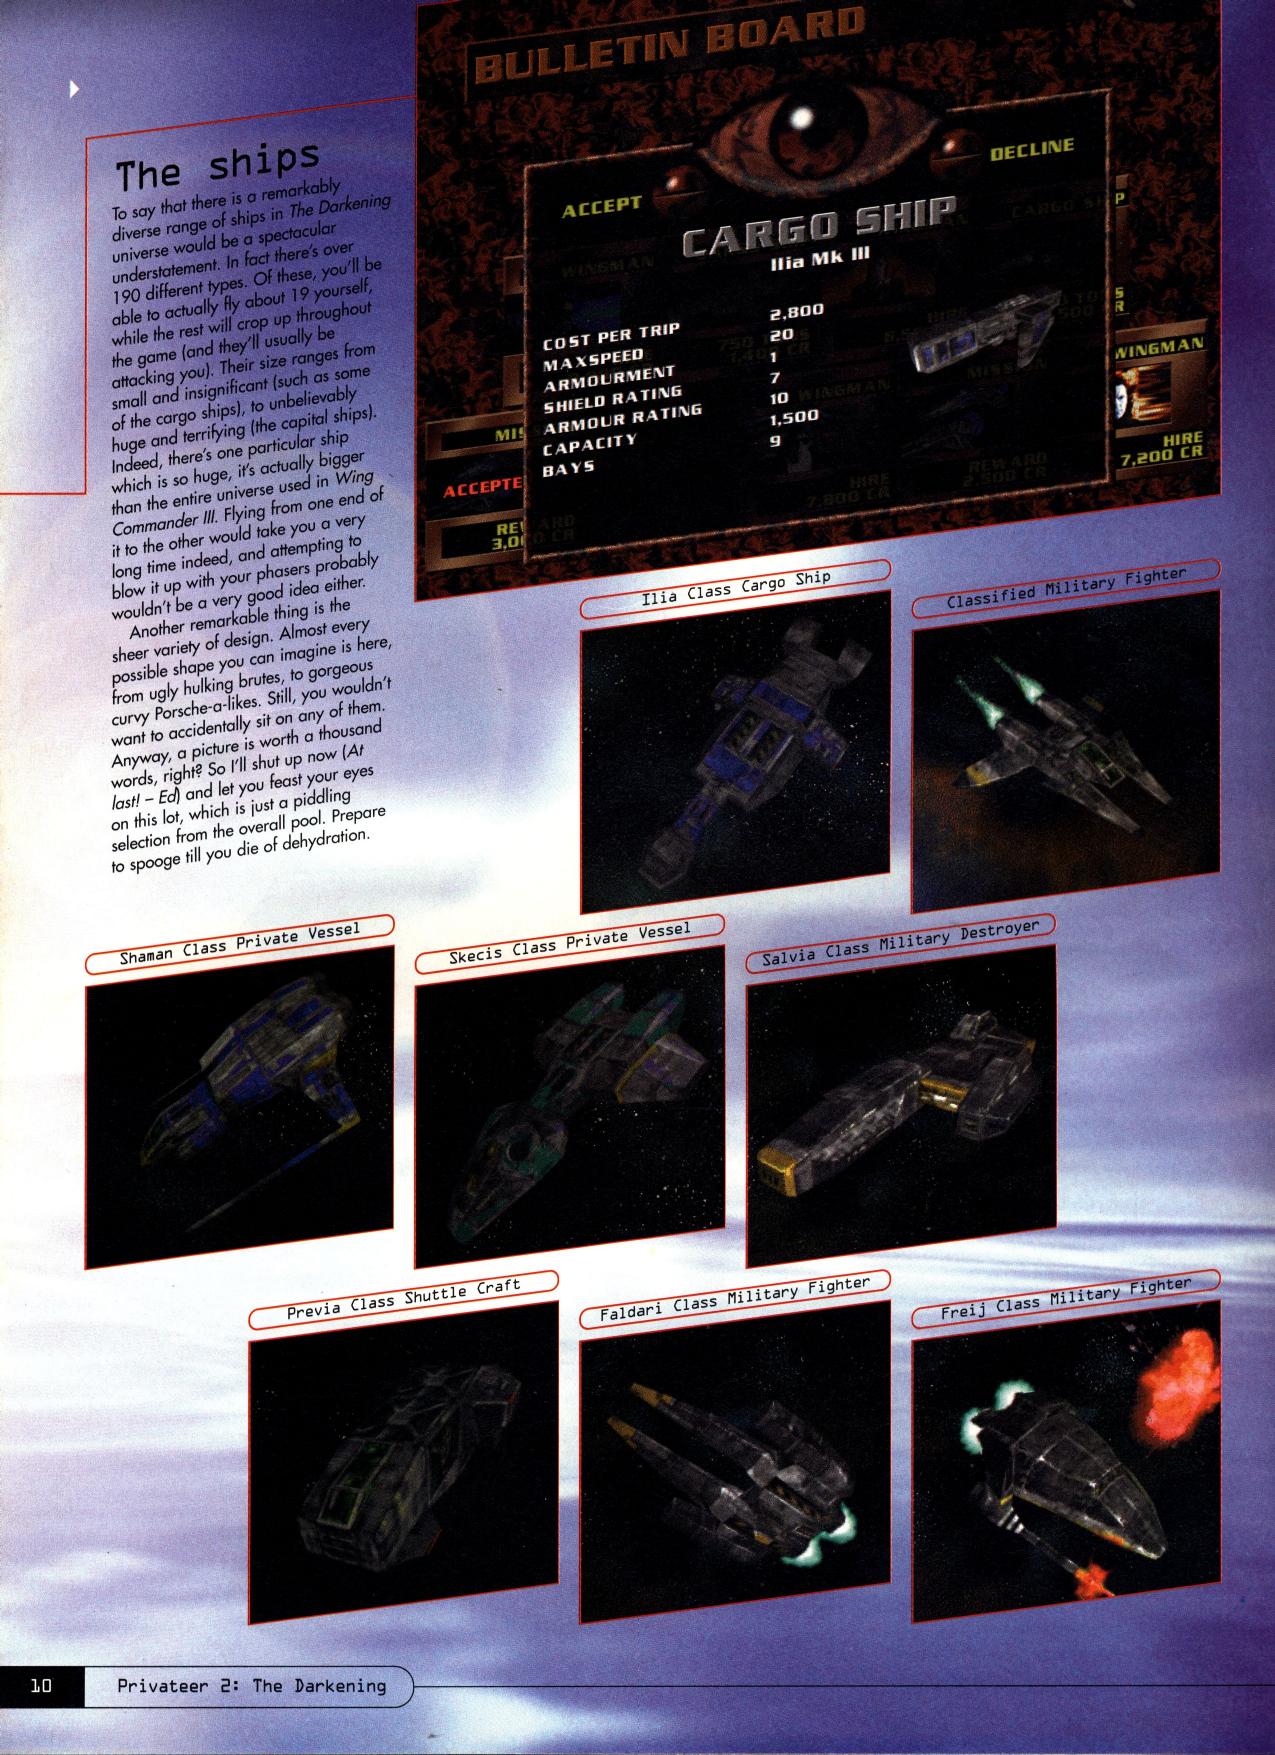 BULLETIN BOARD
ACCEPT
DECLINE
CARGO SHIP
Ilia Mk III
COST PER TRIP 2,800
MAXSPEED 20
ARMOURMENT 1
SHIELD RATING 7
ARMOUR RATING 10
CAPACITY 1,500
BAYS 9
WINGMAN
HIRE
7,200 CR
ACCEPTE
The ships
To say that there is a remarkably
diverse range of ships in The Darkening
universe would be a spectacular
understatement. In fact there's over
190 different types. Of these, you'll be
able to actually fly about 19 yourself,
while the rest will crop up throughout
the game (and they'll usually be
attacking you). Their size ranges from
small and insignificant (such as some
of the cargo ships), to unbelievably
huge and terrifying (the capital ships).
Indeed, there's one particular ship
which is so huge, it's actually bigger
than the entire universe used in Wing
Commander III. Flying from one end of
it to the other would take you a very
long time indeed, and attempting to
blow it up with your phasers probably
wouldn't be a very good idea either.
Another remarkable thing is the
sheer variety of design. Almost every
possible shape you can imagine is here,
from ugly hulking brutes, to gorgeous
curvy Porsche-a-likes. Still, you wouldn't
want to accidentally sit on any of them.
Anyway, a picture is worth a thousand
words, right? So I'll shut up now (At
last! – Ed) and let you feast your eyes
on this lot, which is just a piddling
selection from the overall pool. Prepare
to spooge till you die of dehydration.
Ilia Class Cargo Ship
Classified Military Fighter
Shaman Class Private Vessel
Skecis Class Private Vessel
Salvia Class Military Destroyer
Previa Class Shuttle Craft
Faldari Class Military Fighter
Freij Class Military Fighter
10
Privateer 2: The Darkening